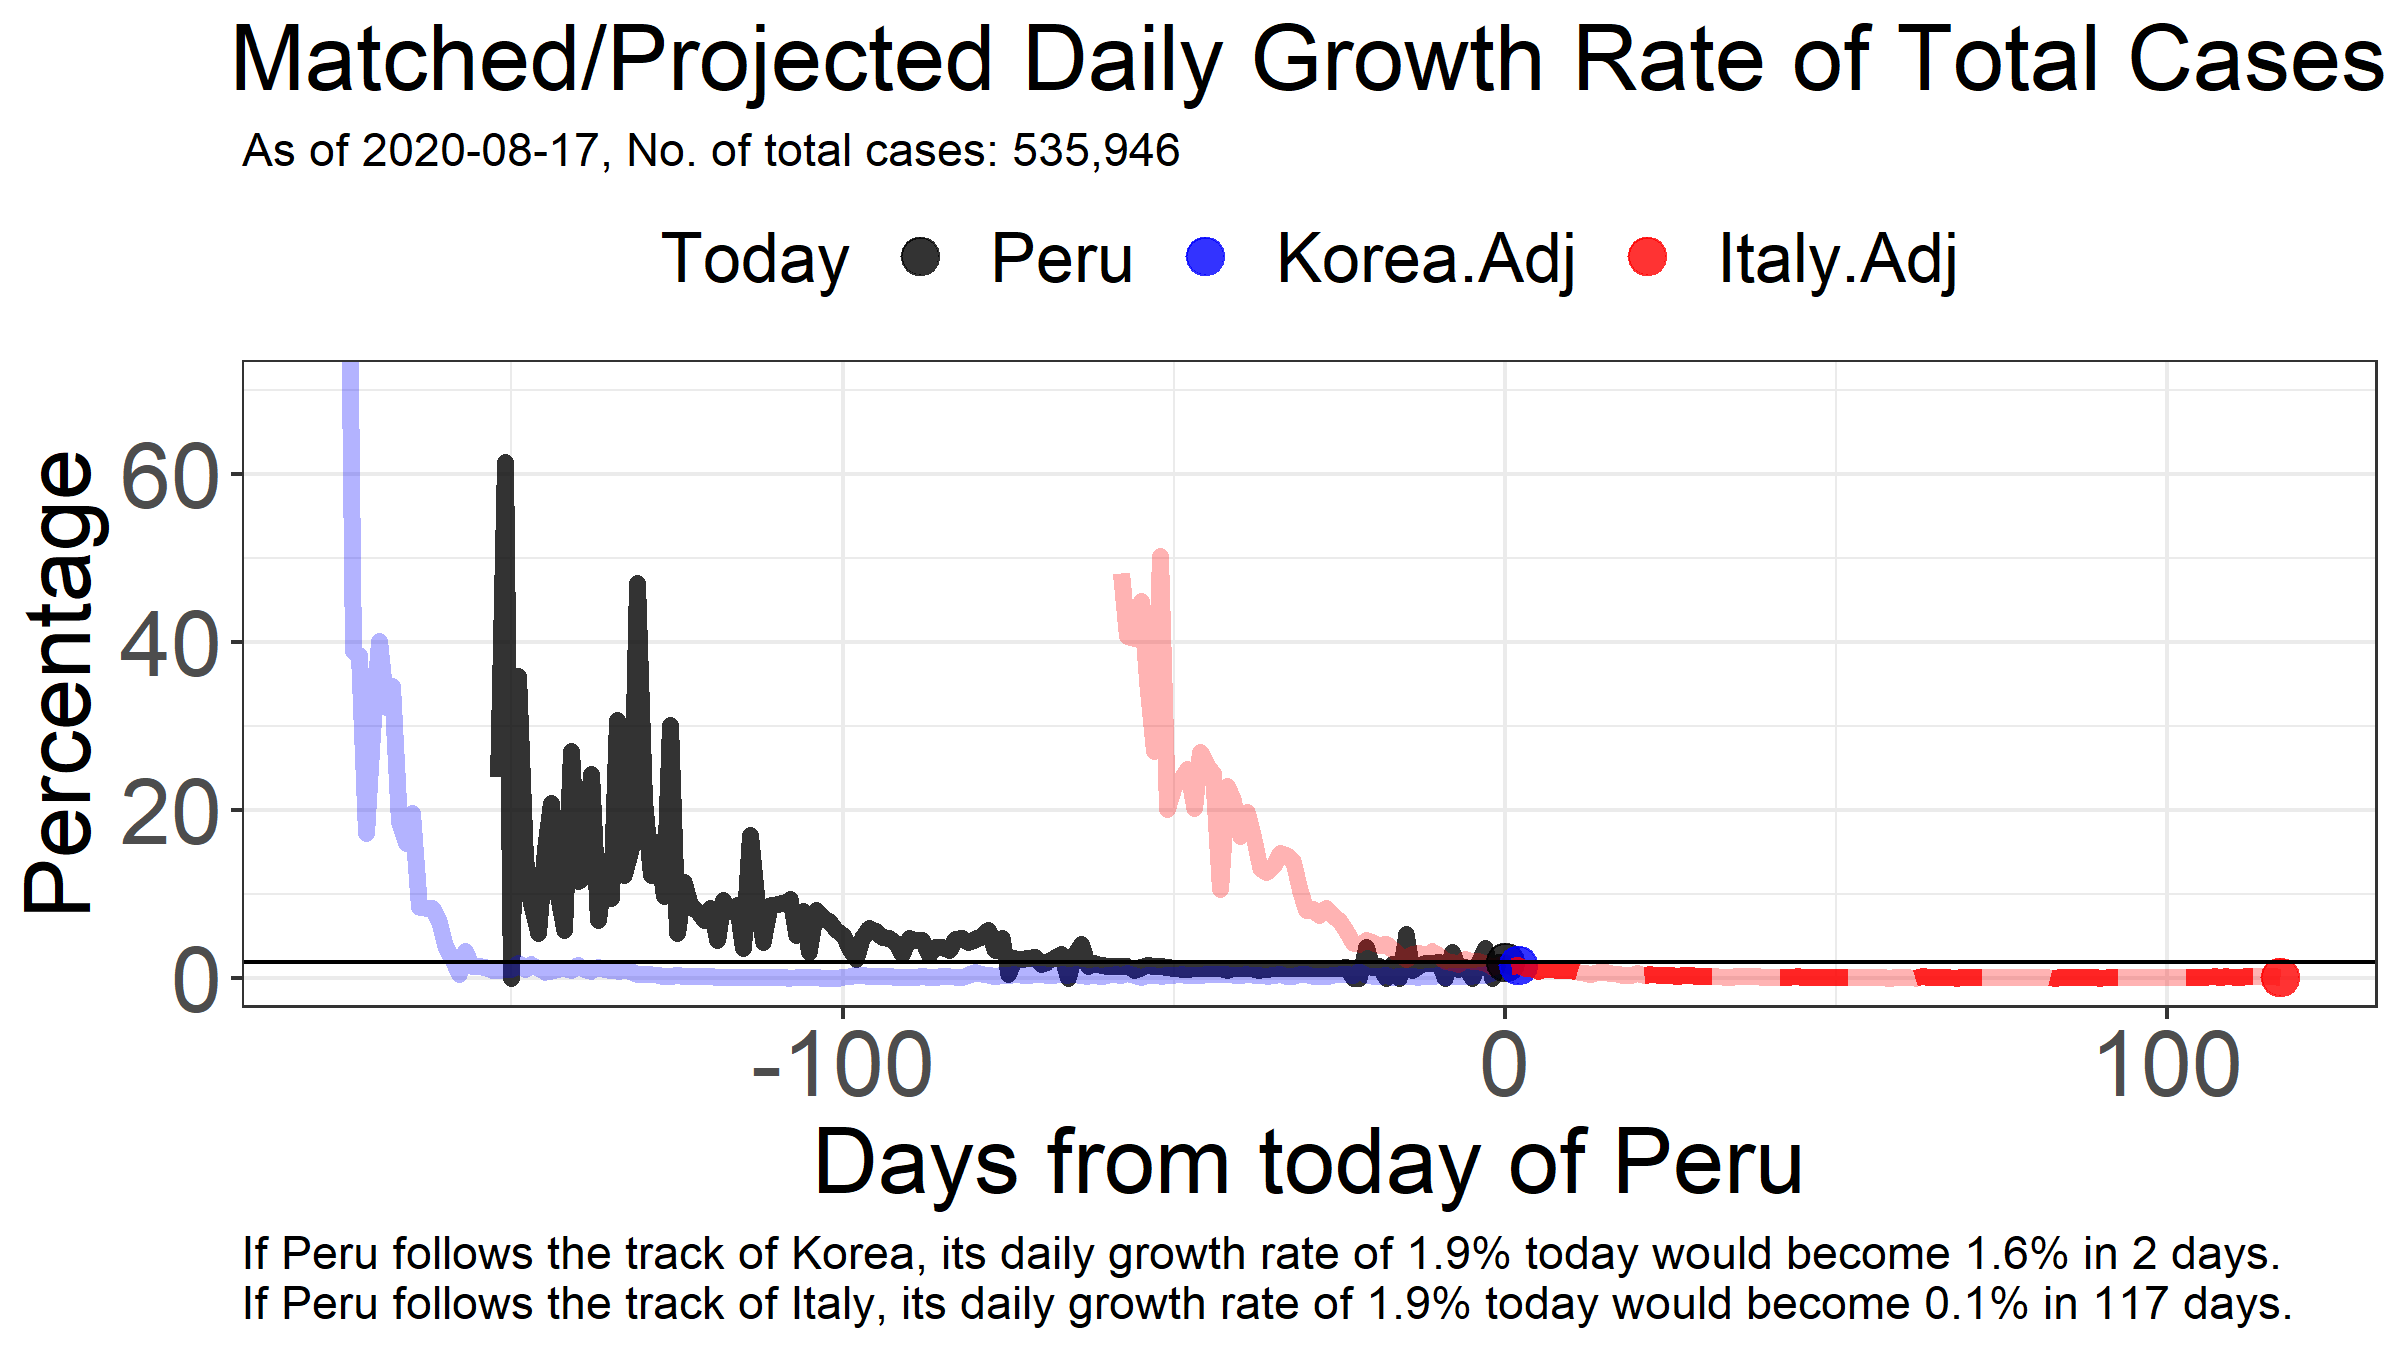 Matched/Projected Daily Growth Rate of Total Cases
As of 2020-08-17, No. of total cases: 535,946
Today Peru Korea.Adj Italy.Adj
Percentage
60
40
20
0
-100 0 100
Days from today of Peru
If Peru follows the track of Korea, its daily growth rate of 1.9% today would become 1.6% in 2 days.
If Peru follows the track of Italy, its daily growth rate of 1.9% today would become 0.1% in 117 days.